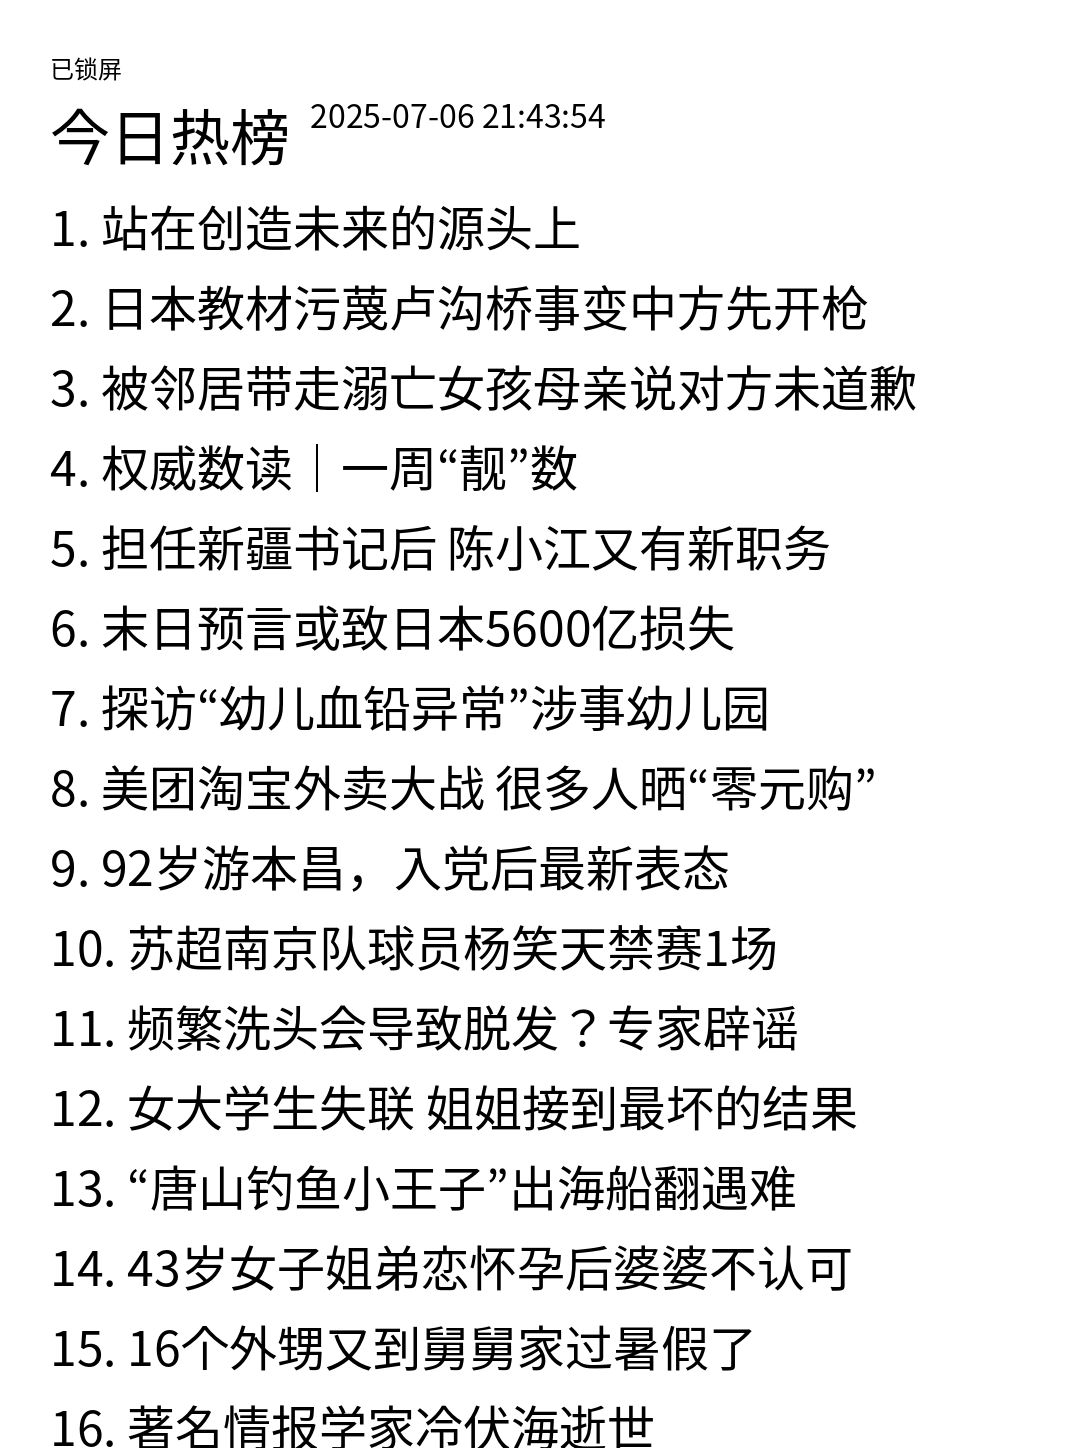 已锁屏
今日热榜 2025-07-06 21:43:54
1. 站在创造未来的源头上
2. 日本教材污蔑卢沟桥事变中方先开枪
3. 被邻居带走溺亡女孩母亲说对方未道歉
4. 权威数读｜一周“靓”数
5. 担任新疆书记后 陈小江又有新职务
6. 末日预言或致日本5600亿损失
7. 探访“幼儿血铅异常”涉事幼儿园
8. 美团淘宝外卖大战 很多人晒“零元购”
9. 92岁游本昌，入党后最新表态
10. 苏超南京队球员杨笑天禁赛1场
11. 频繁洗头会导致脱发？专家辟谣
12. 女大学生失联 姐姐接到最坏的结果
13. “唐山钓鱼小王子”出海船翻遇难
14. 43岁女子姐弟恋怀孕后婆婆不认可
15. 16个外甥又到舅舅家过暑假了
16. 著名情报学家冷伏海逝世